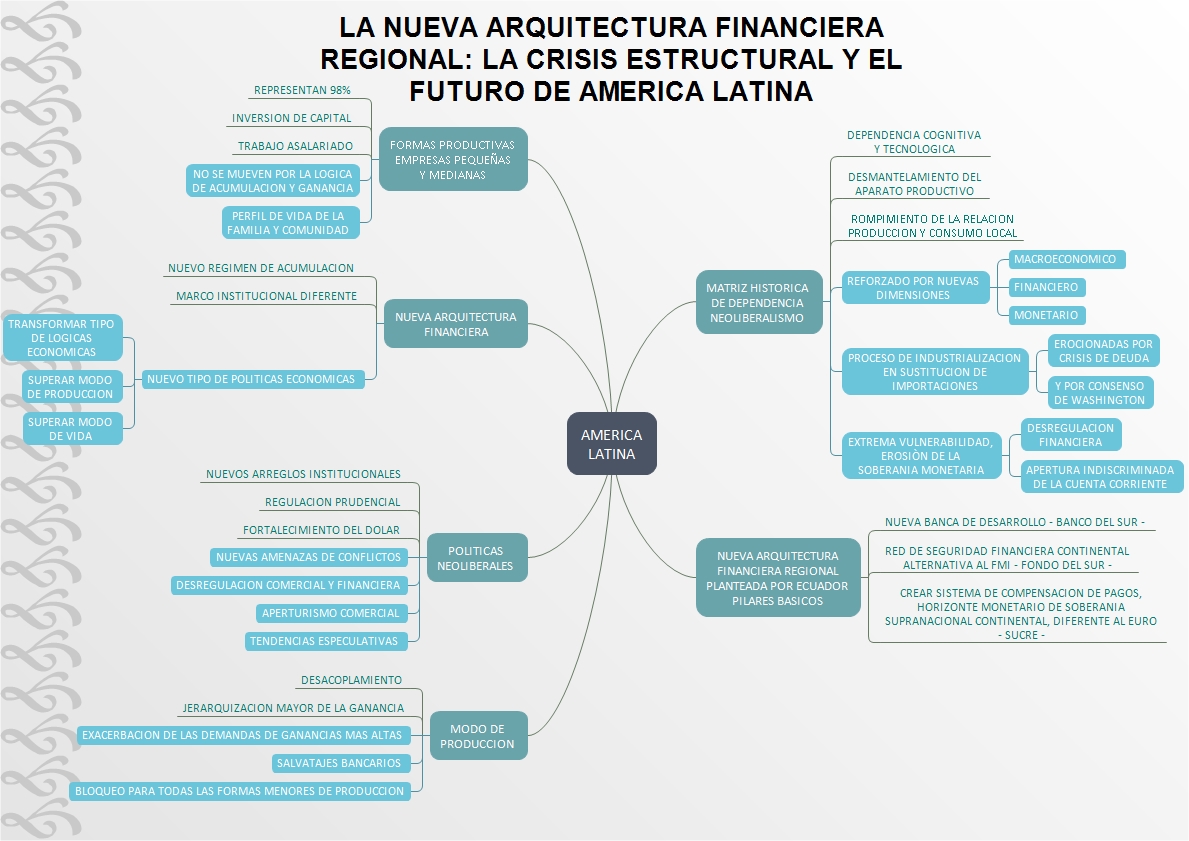 LA NUEVA ARQUITECTURA FINANCIERA
REGIONAL: LA CRISIS ESTRUCTURAL Y EL
FUTURO DE AMERICA LATINA
REPRESENTAN 98%
INVERSION DE CAPITAL
TRABAJO ASALARIADO
NO SE MUEVEN POR LA LOGICA
DE ACUMULACION Y GANANCIA
PERFIL DE VIDA DE LA
FAMILIA Y COMUNIDAD
FORMAS PRODUCTIVAS
EMPRESAS PEQUEÑAS
Y MEDIANAS
NUEVO REGIMEN DE ACUMULACION
MARCO INSTITUCIONAL DIFERENTE
NUEVA ARQUITECTURA
FINANCIERA
TRANSFORMAR TIPO
DE LOGICAS
ECONOMICAS
SUPERAR MODO
DE PRODUCCION
SUPERAR MODO
DE VIDA
NUEVO TIPO DE POLITICAS ECONOMICAS
AMERICA
LATINA
NUEVOS ARREGLOS INSTITUCIONALES
REGULACION PRUDENCIAL
FORTALECIMIENTO DEL DOLAR
NUEVAS AMENAZAS DE CONFLICTOS
DESREGULACION COMERCIAL Y FINANCIERA
APERTURISMO COMERCIAL
TENDENCIAS ESPECULATIVAS
POLITICAS
NEOLIBERALES
DESACOPLAMIENTO
JERARQUIZACION MAYOR DE LA GANANCIA
EXACERBACION DE LAS DEMANDAS DE GANANCIAS MAS ALTAS
SALVATAJES BANCARIOS
BLOQUEO PARA TODAS LAS FORMAS MENORES DE PRODUCCION
MODO DE
PRODUCCION
MATRIZ HISTORICA
DE DEPENDENCIA
NEOLIBERALISMO
DEPENDENCIA COGNITIVA
Y TECNOLOGICA
DESMANTELAMIENTO DEL
APARATO PRODUCTIVO
ROMPIMIENTO DE LA RELACION
PRODUCCION Y CONSUMO LOCAL
REFORZADO POR NUEVAS
DIMENSIONES
MACROECONOMICO
FINANCIERO
MONETARIO
PROCESO DE INDUSTRIALIZACION
EN SUSTITUCION DE
IMPORTACIONES
EROCIONADAS POR
CRISIS DE DEUDA
Y POR CONSENSO
DE WASHINGTON
EXTREMA VULNERABILIDAD,
EROSIÒN DE LA
SOBERANIA MONETARIA
DESREGULACION
FINANCIERA
APERTURA INDISCRIMINADA
DE LA CUENTA CORRIENTE
NUEVA ARQUITECTURA
FINANCIERA REGIONAL
PLANTEADA POR ECUADOR
PILARES BASICOS
NUEVA BANCA DE DESARROLLO - BANCO DEL SUR -
RED DE SEGURIDAD FINANCIERA CONTINENTAL
ALTERNATIVA AL FMI - FONDO DEL SUR -
CREAR SISTEMA DE COMPENSACION DE PAGOS,
HORIZONTE MONETARIO DE SOBERANIA
SUPRANACIONAL CONTINENTAL, DIFERENTE AL EURO
- SUCRE -